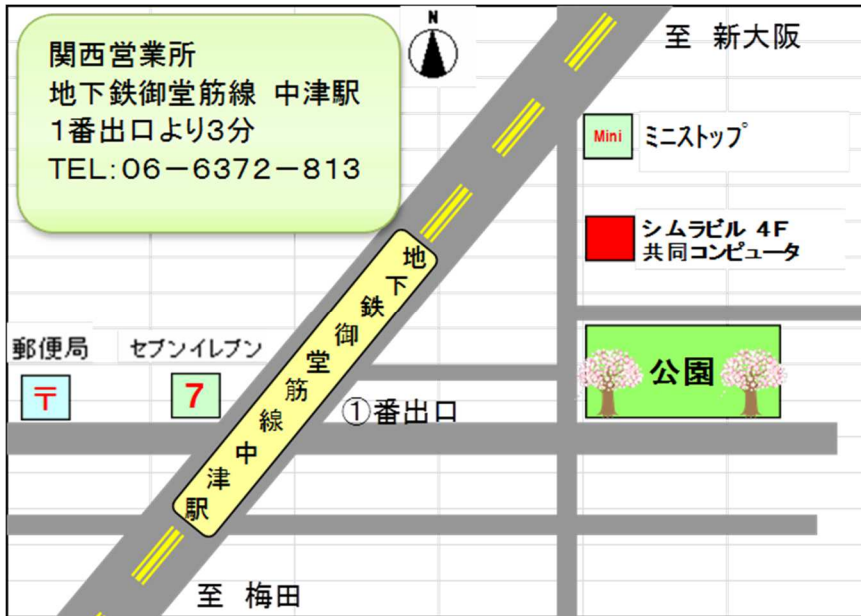 関西営業所
地下鉄御堂筋線 中津駅
1番出口より3分
TEL:06-6372-813
N
至 新大阪
Mini ミニストップ
シムラビル 4F
共同コンピュータ
地下鉄御堂筋線中津駅
郵便局
セブンイレブン
〒
7
①番出口
公園
至 梅田